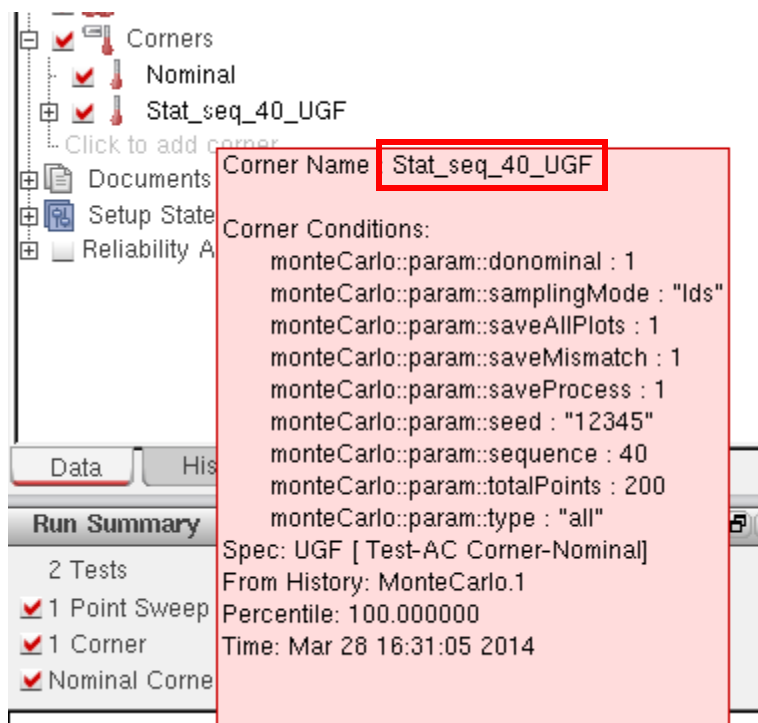 Corners
Nominal
Stat_seq_40_UGF
Click to add corner
Documents
Setup State
Reliability A
Corner Name : Stat_seq_40_UGF
Corner Conditions:
monteCarlo::param::donominal : 1
monteCarlo::param::samplingMode : "lds"
monteCarlo::param::saveAllPlots : 1
monteCarlo::param::saveMismatch : 1
monteCarlo::param::saveProcess : 1
monteCarlo::param::seed : "12345"
monteCarlo::param::sequence : 40
monteCarlo::param::totalPoints : 200
monteCarlo::param::type : "all"
Spec: UGF [ Test-AC Corner-Nominal]
From History: MonteCarlo.1
Percentile: 100.000000
Time: Mar 28 16:31:05 2014
Data
His
Run Summary
2 Tests
1 Point Sweep
1 Corner
Nominal Corne